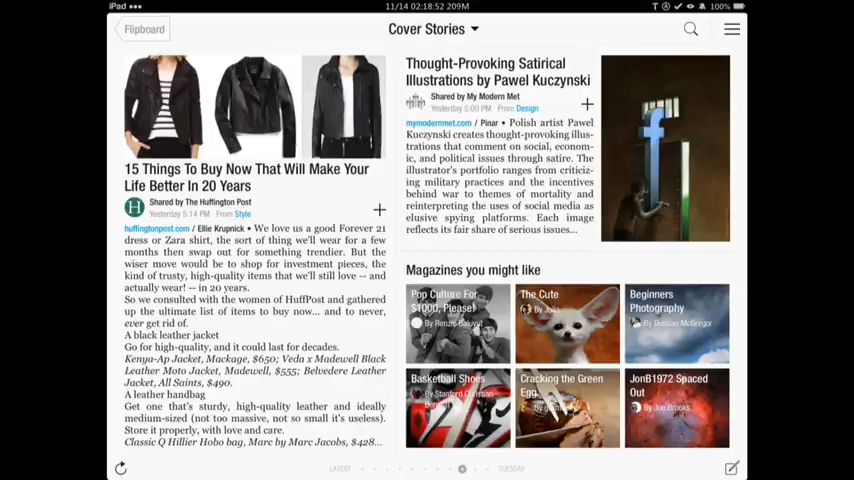 iPad
11/14 02:18:52 209M
100%
Flipboard
Cover Stories
15 Things To Buy Now That Will Make Your
Life Better In 20 Years
Shared by The Huffington Post
Yesterday 5:14 PM · From Style
huffingtonpost.com / Ellie Krupnick • We love us a good Forever 21
dress or Zara shirt, the sort of thing we'll wear for a few
months then swap out for something trendier. But the
wiser move would be to shop for investment pieces, the
kind of trusty, high-quality items that we'll still love -- and
actually wear! -- in 20 years.
So we consulted with the women of HuffPost and gathered
up the ultimate list of items to buy now... and to never,
ever get rid of.
A black leather jacket
Go for high-quality, and it could last for decades.
Kenya-Ap Jacket, Mackage, $650; Veda x Madewell Black
Leather Moto Jacket, Madewell, $555; Belvedere Leather
Jacket, All Saints, $490.
A leather handbag
Get one that's sturdy, high-quality leather and ideally
medium-sized (not too massive, not so small it's useless).
Store it properly, with love and care.
Classic Q Hillier Hobo bag, Marc by Marc Jacobs, $428...
Thought-Provoking Satirical
Illustrations by Pawel Kuczynski
Shared by My Modern Met
Yesterday 5:00 PM · From Design
mymodernmet.com / Pinar • Polish artist Pawel
Kuczynski creates thought-provoking illus-
trations that comment on social, econom-
ic, and political issues through satire. The
illustrator's portfolio ranges from criticiz-
ing military practices and the incentives
behind war to themes of mortality and
reinterpreting the uses of social media as
elusive spying platforms. Each image
reflects its fair share of serious issues...
Magazines you might like
Pop Culture For
$1000, Please!
By Renzie Baluyut
The Cute
By Julia
Beginners
Photography
By Duncan McGregor
Basketball Shoes
By Stanford Christian
Cracking the Green
Egg
By
JonB1972 Spaced
Out
By Jon Brooks
LATEST
TUESDAY